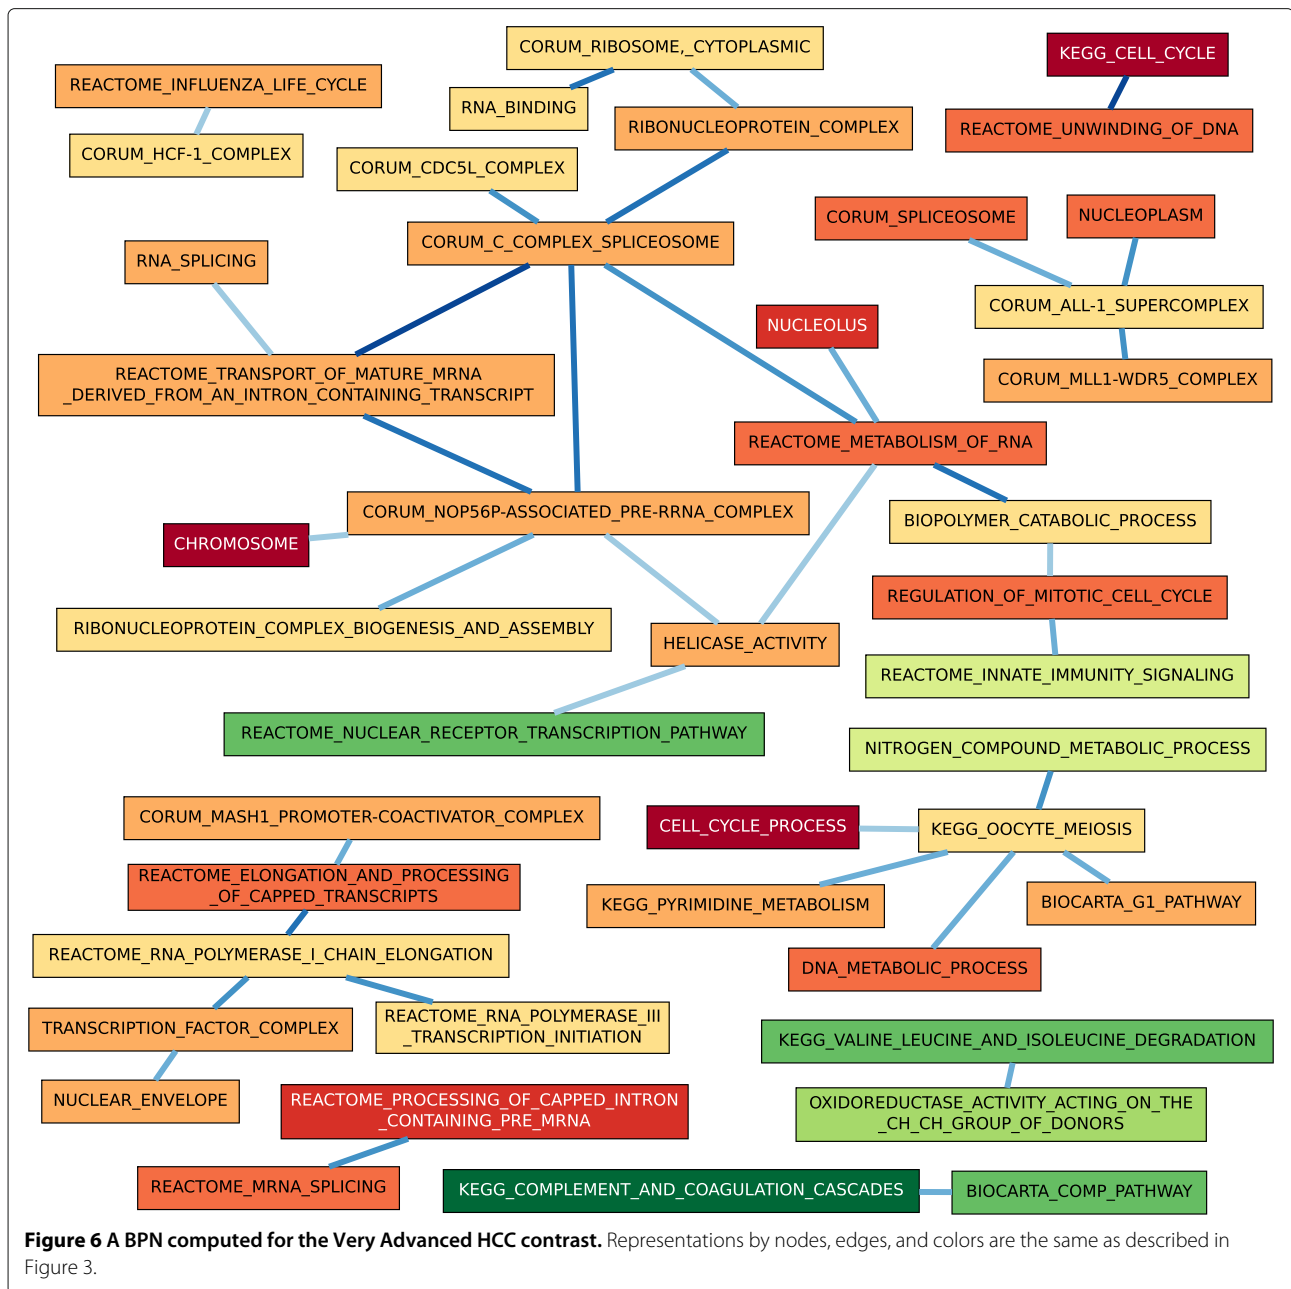 CORUM_RIBOSOME,_CYTOPLASMIC
KEGG_CELL_CYCLE
REACTOME_INFLUENZA_LIFE_CYCLE
RNA_BINDING
RIBONUCLEOPROTEIN_COMPLEX
REACTOME_UNWINDING_OF_DNA
CORUM_HCF-1_COMPLEX
CORUM_CDC5L_COMPLEX
CORUM_SPLICEOSOME
NUCLEOPLASM
CORUM_C_COMPLEX_SPLICEOSOME
RNA_SPLICING
CORUM_ALL-1_SUPERCOMPLEX
NUCLEOLUS
REACTOME_TRANSPORT_OF_MATURE_MRNA
_DERIVED_FROM_AN_INTRON_CONTAINING_TRANSCRIPT
CORUM_MLL1-WDR5_COMPLEX
REACTOME_METABOLISM_OF_RNA
CORUM_NOP56P-ASSOCIATED_PRE-RRNA_COMPLEX
BIOPOLYMER_CATABOLIC_PROCESS
CHROMOSOME
REGULATION_OF_MITOTIC_CELL_CYCLE
RIBONUCLEOPROTEIN_COMPLEX_BIOGENESIS_AND_ASSEMBLY
HELICASE_ACTIVITY
REACTOME_INNATE_IMMUNITY_SIGNALING
REACTOME_NUCLEAR_RECEPTOR_TRANSCRIPTION_PATHWAY
NITROGEN_COMPOUND_METABOLIC_PROCESS
CORUM_MASH1_PROMOTER-COACTIVATOR_COMPLEX
CELL_CYCLE_PROCESS
KEGG_OOCYTE_MEIOSIS
REACTOME_ELONGATION_AND_PROCESSING
_OF_CAPPED_TRANSCRIPTS
KEGG_PYRIMIDINE_METABOLISM
BIOCARTA_G1_PATHWAY
REACTOME_RNA_POLYMERASE_I_CHAIN_ELONGATION
DNA_METABOLIC_PROCESS
TRANSCRIPTION_FACTOR_COMPLEX
REACTOME_RNA_POLYMERASE_III
_TRANSCRIPTION_INITIATION
KEGG_VALINE_LEUCINE_AND_ISOLEUCINE_DEGRADATION
NUCLEAR_ENVELOPE
REACTOME_PROCESSING_OF_CAPPED_INTRON
_CONTAINING_PRE_MRNA
OXIDOREDUCTASE_ACTIVITY_ACTING_ON_THE
_CH_CH_GROUP_OF_DONORS
REACTOME_MRNA_SPLICING
KEGG_COMPLEMENT_AND_COAGULATION_CASCADES
BIOCARTA_COMP_PATHWAY
Figure 6 A BPN computed for the Very Advanced HCC contrast. Representations by nodes, edges, and colors are the same as described in
Figure 3.